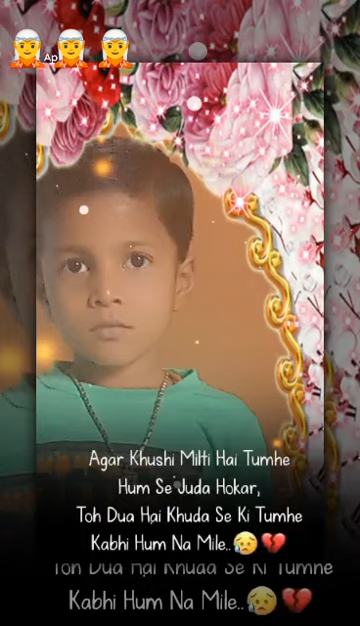 Ap
Agar Khushi Milti Hai Tumhe
Hum Se Juda Hokar,
Toh Dua Hai Khuda Se Ki Tumhe
Kabhi Hum Na Mile..😥💔
Toh Dua Hai Khuda Se Ki Tumhe
Kabhi Hum Na Mile..😥💔